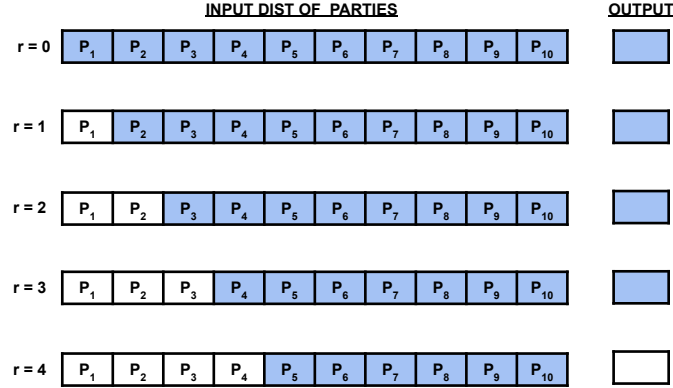 INPUT DIST OF PARTIES OUTPUT
r = 0 P₁ P₂ P₃ P₄ P₅ P₆ P₇ P₈ P₉ P₁₀
r = 1 P₁ P₂ P₃ P₄ P₅ P₆ P₇ P₈ P₉ P₁₀
r = 2 P₁ P₂ P₃ P₄ P₅ P₆ P₇ P₈ P₉ P₁₀
r = 3 P₁ P₂ P₃ P₄ P₅ P₆ P₇ P₈ P₉ P₁₀
r = 4 P₁ P₂ P₃ P₄ P₅ P₆ P₇ P₈ P₉ P₁₀